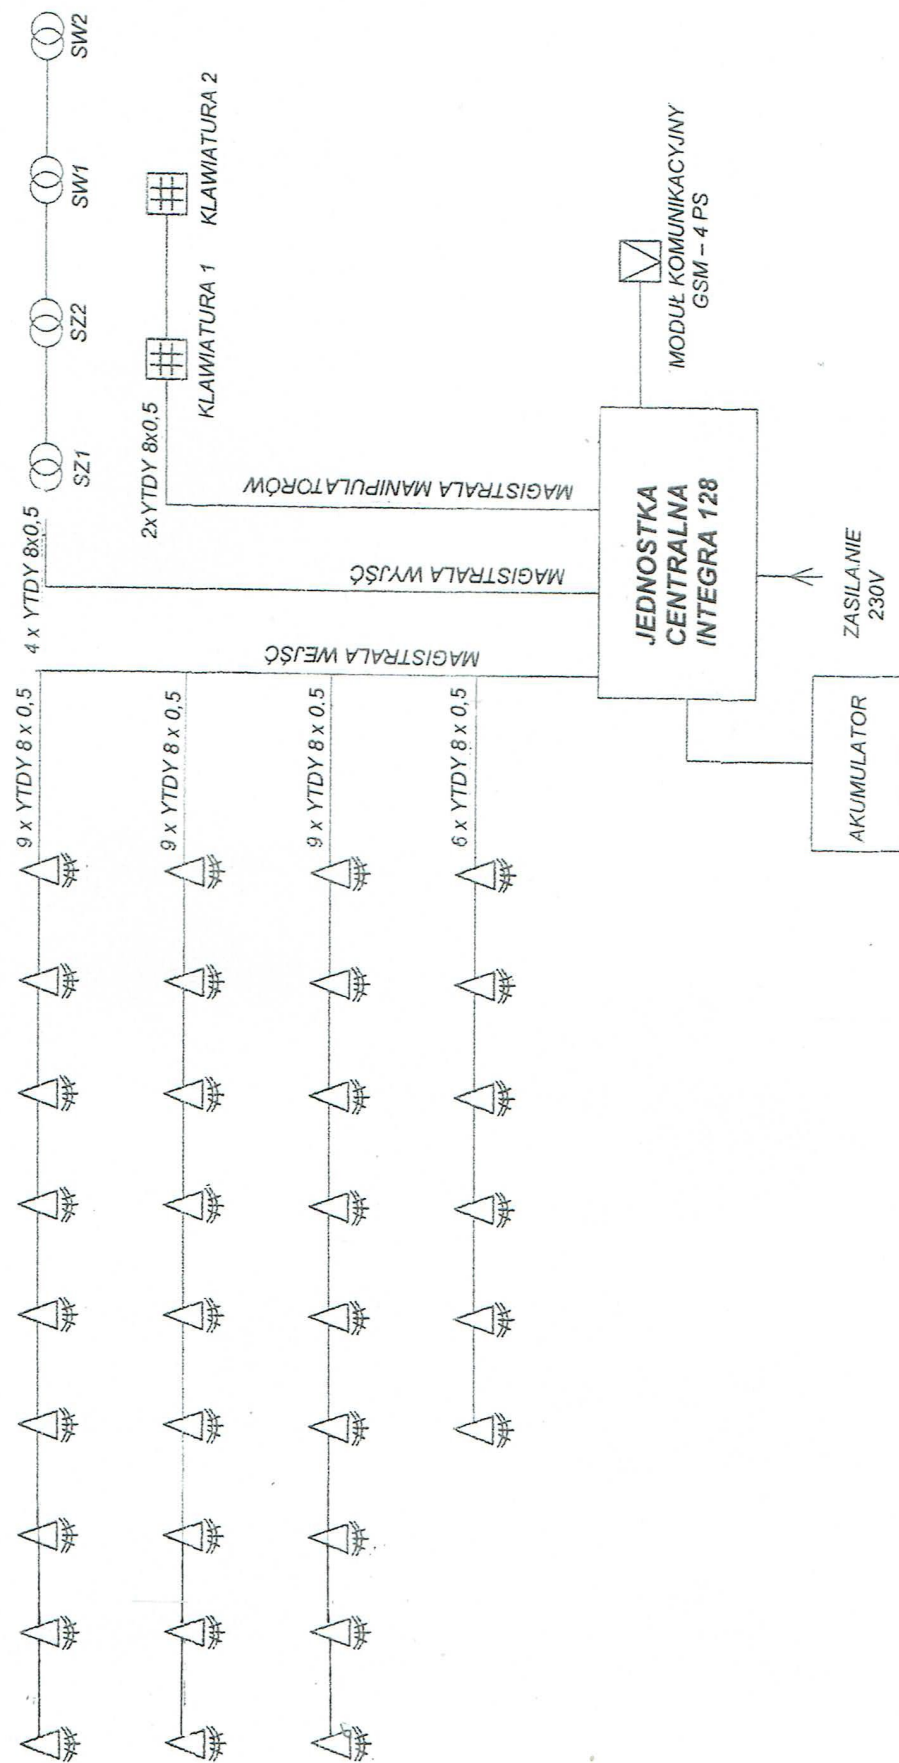 9 x YTDY 8 x 0,5
9 x YTDY 8 x 0,5
9 x YTDY 8 x 0.5
6 x YTDY 8 x 0,5
MAGISTRALA WEJŚĆ
4 x YTDY 8x0,5
MAGISTRALA WYJŚĆ
SZ1
SZ2
SW1
SW2
2xYTDY 8x0,5
MAGISTRALA MANIPULATORÓW
KLAWIATURA 1
KLAWIATURA 2
JEDNOSTKA
CENTRALNA
INTEGRA 128
MODUŁ KOMUNIKACYJNY
GSM – 4 PS
AKUMULATOR
ZASILANIE
230V